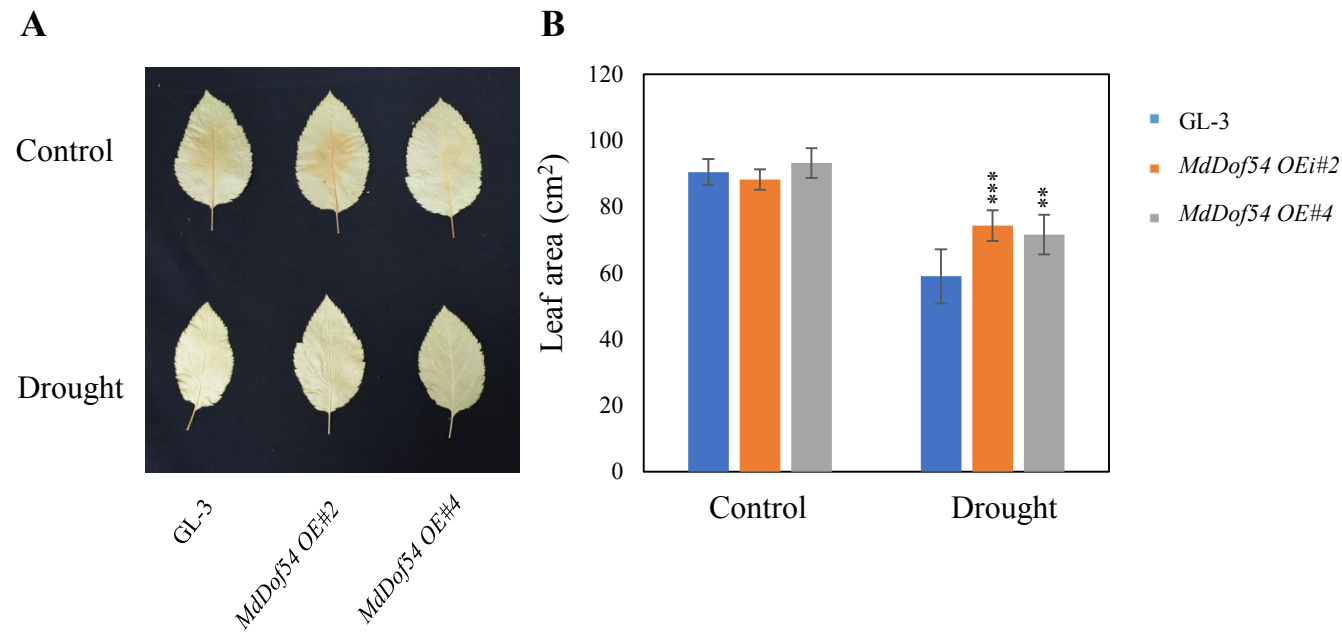 A
Control
Drought
GL-3
MdDof54 OE#2
MdDof54 OE#4
B
Leaf area (cm²)
120
100
80
60
40
20
0
***
**
Control
Drought
GL-3
MdDof54 OEi#2
MdDof54 OE#4